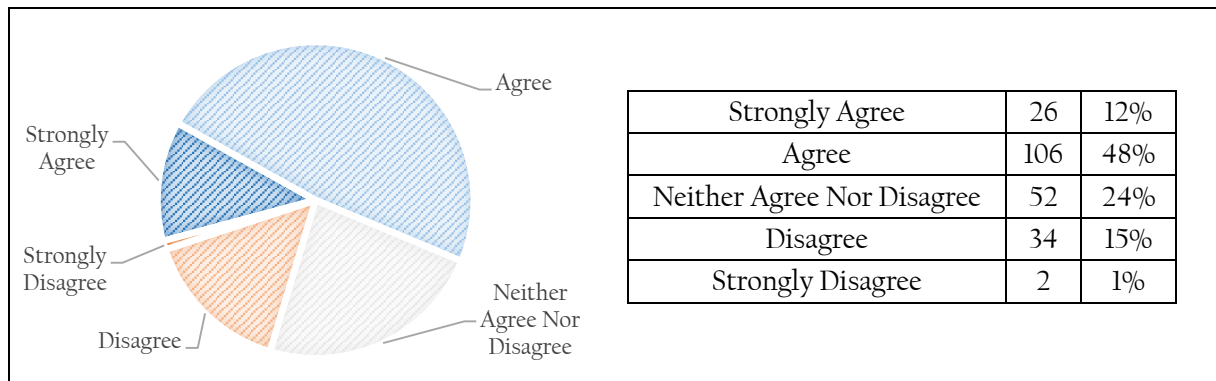 Agree
Strongly
Agree
Strongly
Disagree
Disagree
Neither
Agree Nor
Disagree
Strongly Agree 26 12%
Agree 106 48%
Neither Agree Nor Disagree 52 24%
Disagree 34 15%
Strongly Disagree 2 1%